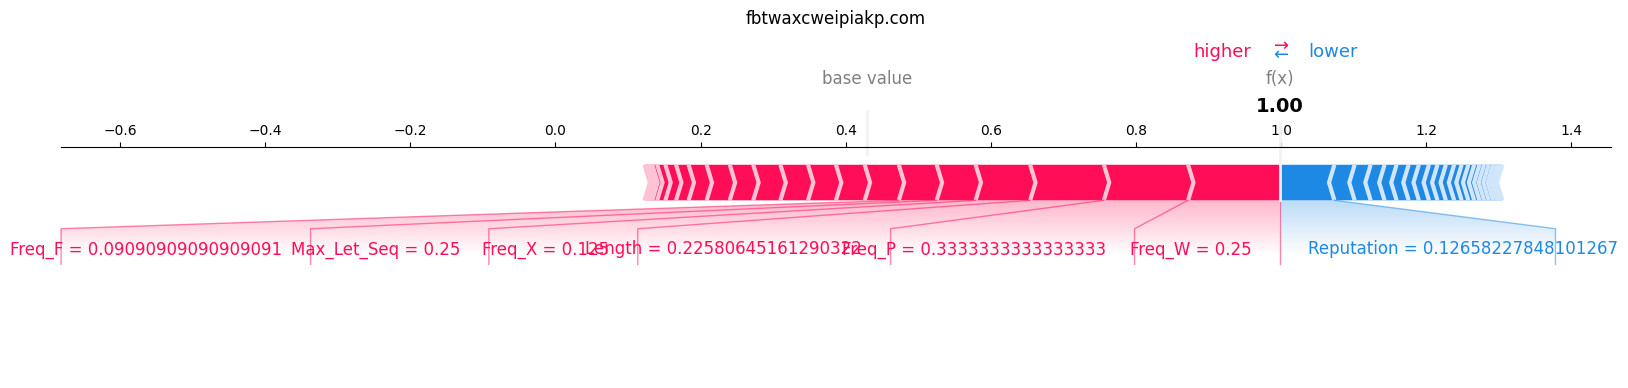 fbtwaxcweipiakp.com
higher ⇄ lower
base value f(x)
1.00
−0.6 −0.4 −0.2 0.0 0.2 0.4 0.6 0.8 1.0 1.2 1.4
Freq_F = 0.09090909090909091 Max_Let_Seq = 0.25 Freq_X = 0.125 Length = 0.22580645161290322 Freq_P = 0.3333333333333333 Freq_W = 0.25 Reputation = 0.12658227848101267